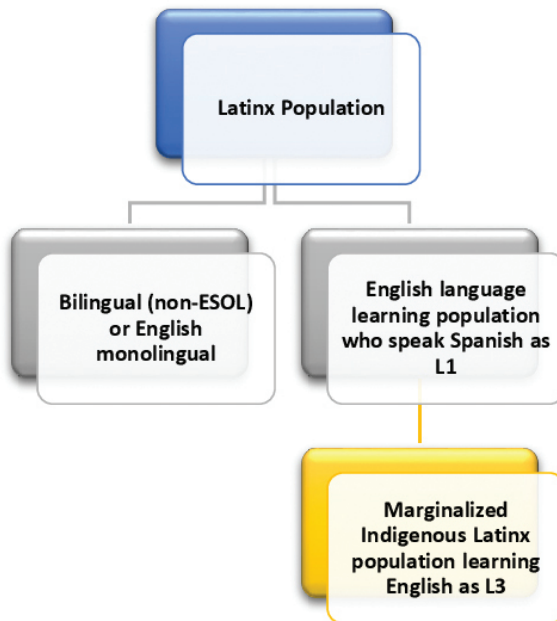 Latinx Population
Bilingual (non-ESOL)
or English
monolingual
English language
learning population
who speak Spanish as
L1
Marginalized
Indigenous Latinx
population learning
English as L3